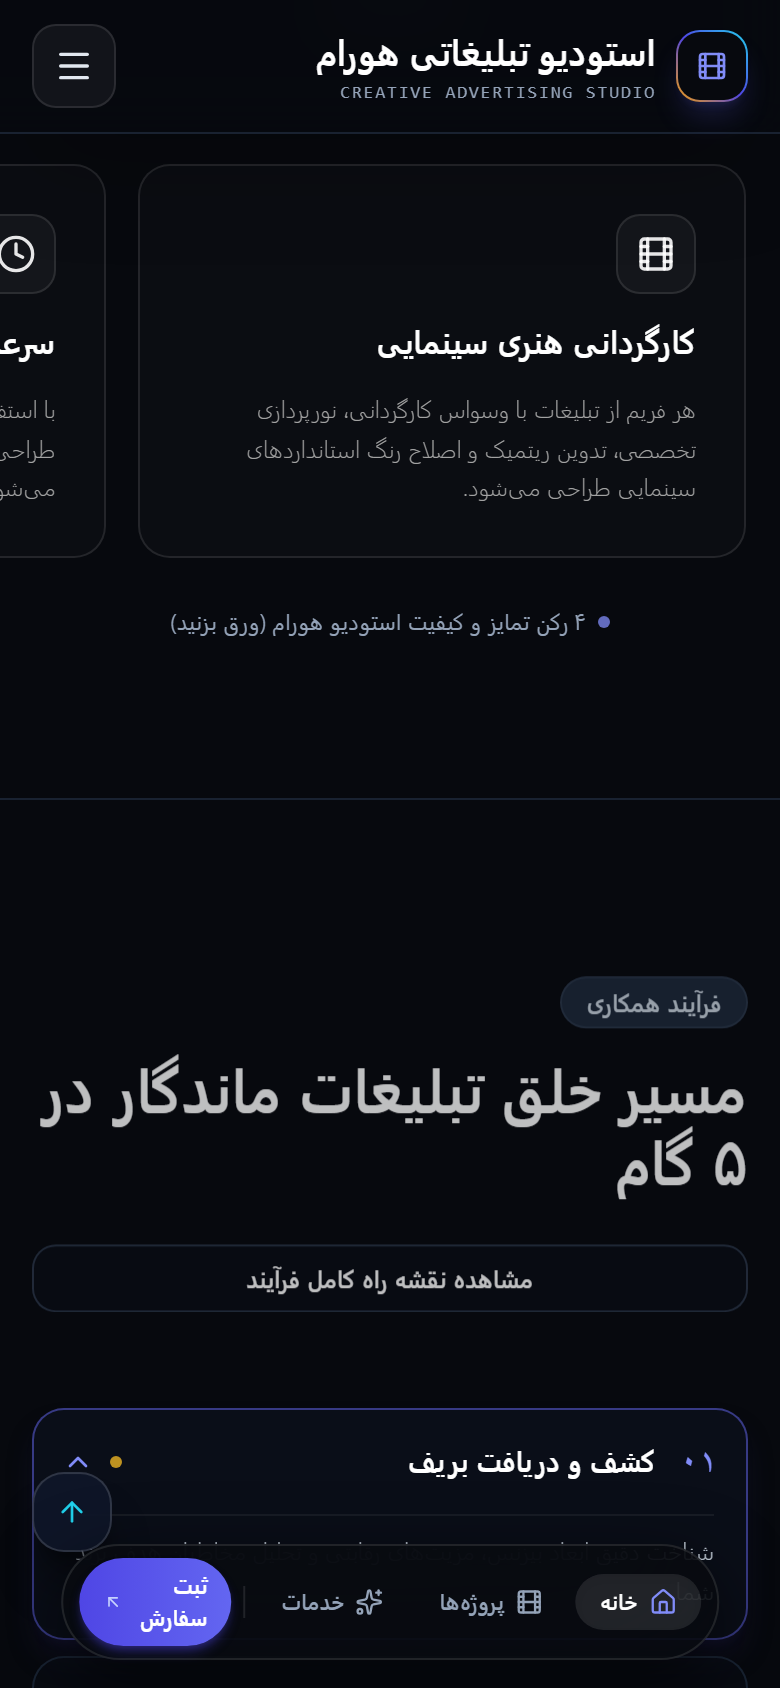 استودیو تبلیغاتی هورام
CREATIVE ADVERTISING STUDIO
کارگردانی هنری سینمایی
هر فریم از تبلیغات با وسواس کارگردانی، نورپردازی
تخصصی، تدوین ریتمیک و اصلاح رنگ استانداردهای
سینمایی طراحی می‌شود.
با
۴ رکن تمایز و کیفیت استودیو هورام (ورق بزنید)
فرآیند همکاری
مسیر خلق تبلیغات ماندگار در
۵ گام
مشاهده نقشه راه کامل فرآیند
۰۱
کشف و دریافت بریف
شناخت دقیق
خانه
پروژه‌ها
خدمات
ثبت
سفارش